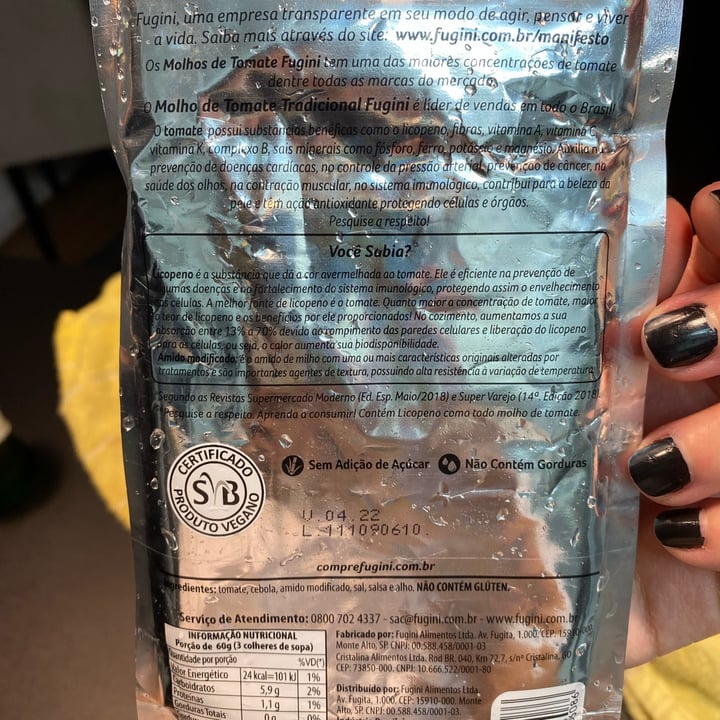 Fugini, uma empresa transparente em seu modo de agir, pensar e viver
a vida. Saiba mais através do site: www.fugini.com.br/manifesto
Os Molhos de Tomate Fugini tem uma das maiores concentrações de tomate
dentre todas as marcas do mercado
O Molho de Tomate Tradicional Fugini é líder de vendas em todo o Brasil
O tomate possui substâncias benéficas como o licopeno, fibras, vitamina A, vitamina C,
vitamina K, complexo B, sais minerais como fósforo, ferro, potássio e magnésio. Auxilia na
prevenção de doenças cardíacas, no controle da pressão arterial, prevenção de câncer, na
saúde dos olhos, na contração muscular, no sistema imunológico, contribui para a beleza da
pele e têm ação antioxidante protegendo células e órgãos.
Pesquise a respeito!
Você Sabia?
Licopeno é a substância que dá a cor avermelhada ao tomate. Ele é eficiente na prevenção de
algumas doenças e no fortalecimento do sistema imunológico, protegendo assim o envelhecimento
das células. A melhor fonte de licopeno é o tomate. Quanto maior a concentração de tomate, maior
o teor de licopeno e os benefícios por ele proporcionados! No cozimento, aumentamos a sua
absorção entre 13% a 70% devido ao rompimento das paredes celulares e liberação do licopeno
para as células, ou seja, o calor aumenta sua biodisponibilidade.
Amido modificado: é o amido de milho com uma ou mais características originais alteradas por
tratamentos e são importantes agentes de textura, possuindo alta resistência à variação de temperatura
Segundo as Revistas Supermercado Moderno (Ed. Esp. Maio/2018) e Super Varejo (14ª. Edição 2018)
Pesquise a respeito. Aprenda a consumir! Contém Licopeno como todo molho de tomate.
CERTIFICADO
SVB
PRODUTO VEGANO
Sem Adição de Açúcar Não Contém Gorduras
V.04.22
L.111090610.
comprefugini.com.br
Ingredientes: tomate, cebola, amido modificado, sal, salsa e alho. NÃO CONTÉM GLÚTEN.
Serviço de Atendimento: 0800 702 4337 - sac@fugini.com.br - www.fugini.com.br
INFORMAÇÃO NUTRICIONAL
Porção de 60g (3 colheres de sopa)
Quantidade por porção %VD(*)
Valor Energético 24 kcal=101 kJ 1%
Carboidratos 5,9 g 2%
Proteínas 1,1 g 1%
Gorduras Totais 0 g 0%
Fabricado por: Fugini Alimentos Ltda. Av. Fugita, 1.000. CEP:
Monte Alto, SP. CNPJ: 00.588.458/0001-03
Cristalina Alimentos Ltda. Rod BR. 040, Km 72,7, s/nº Cristalina,
CEP: 73850-000. CNPJ: 10.666.522/0001-80
Distribuído por: Fugini Alimentos Ltda.
Av. Fugita, 1.000. CEP: 15910-000. Monte
Alto, SP. CNPJ: 00.588.458/0001-03.